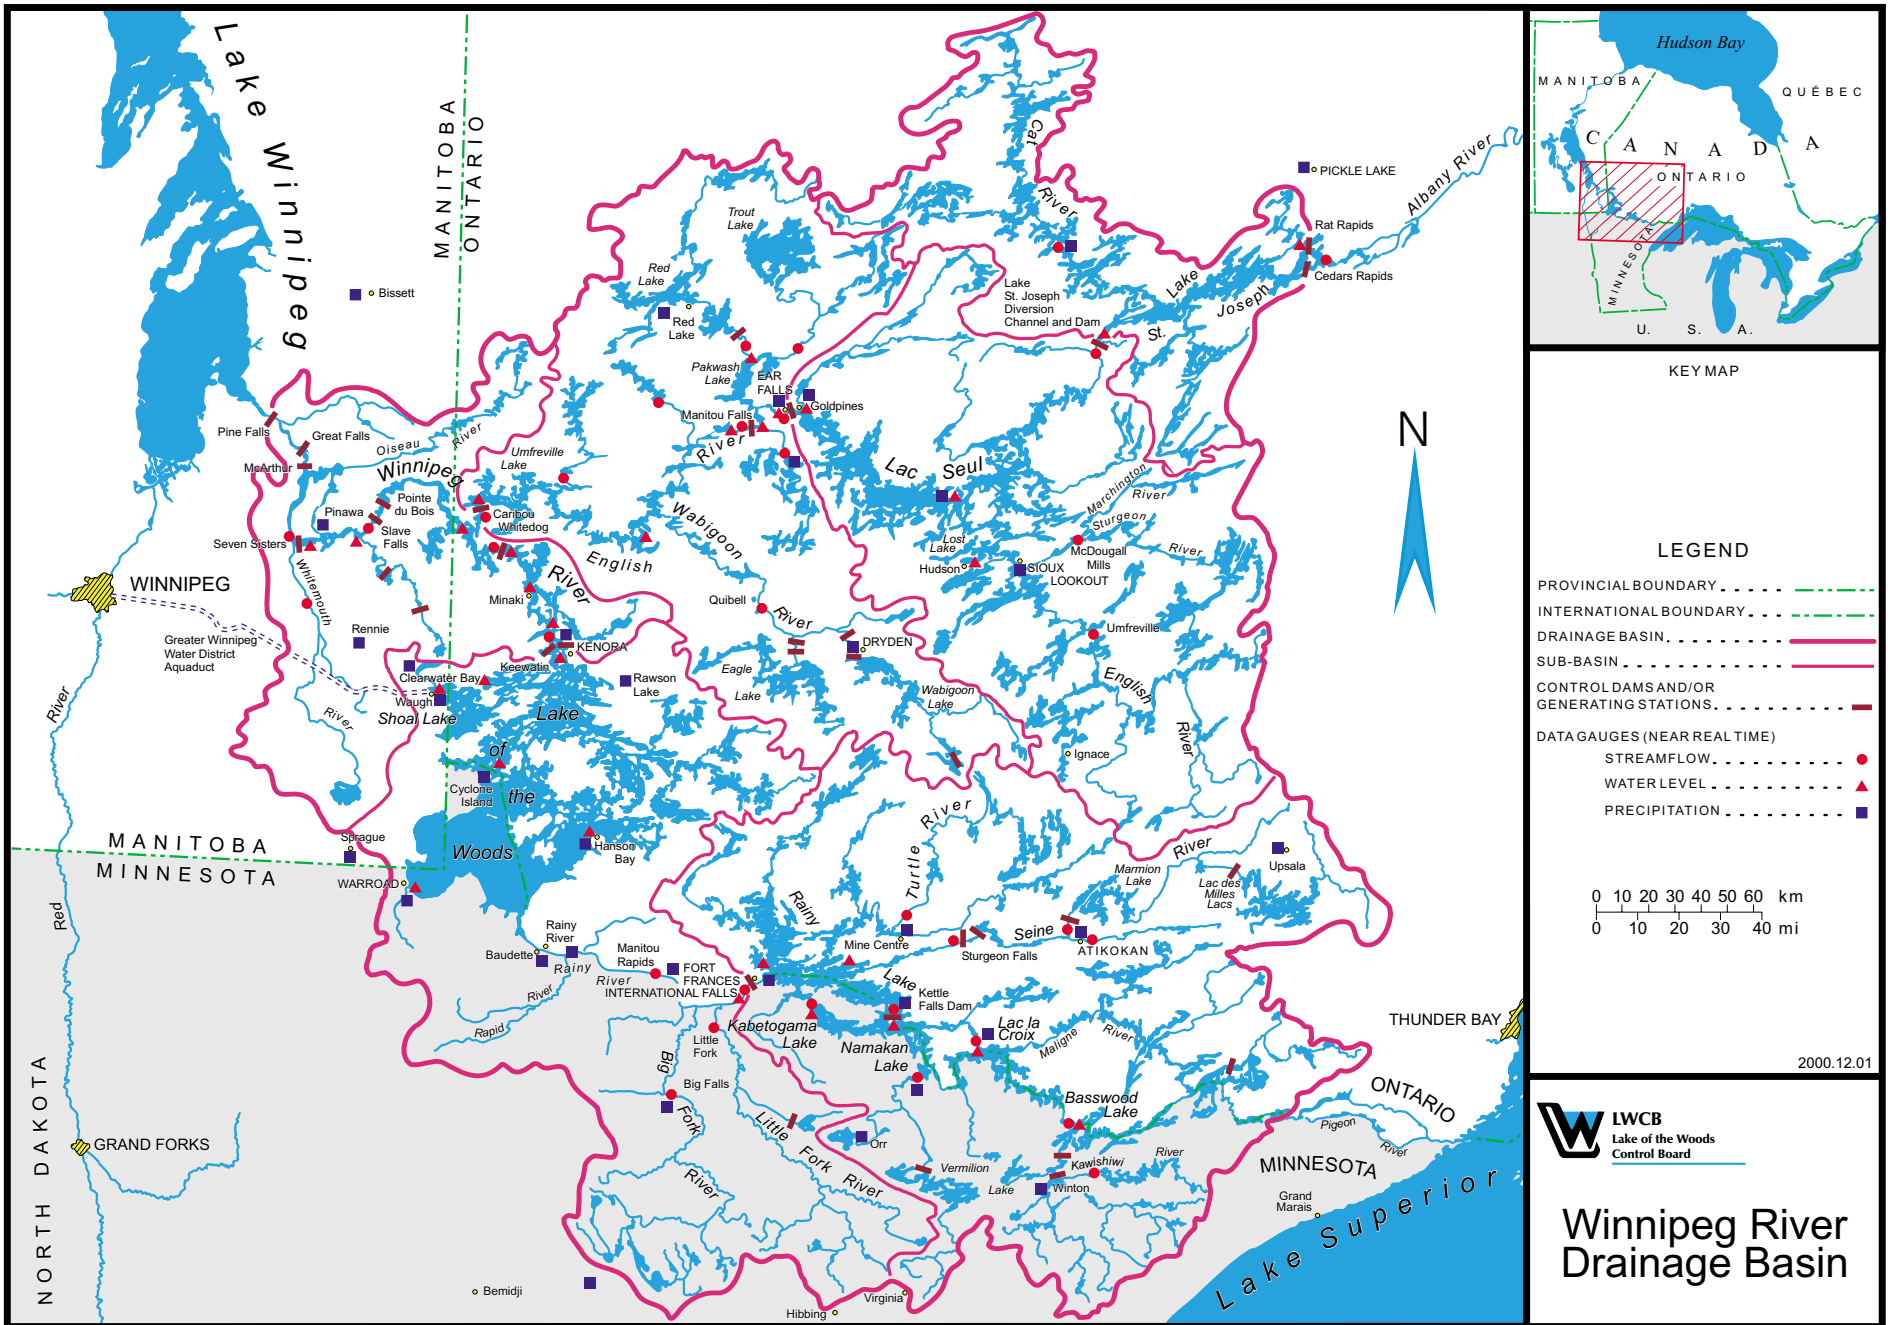 Lake Winnipeg
MANITOBA
ONTARIO
Bissett
Trout
Lake
Red
Lake
Red
Lake
Pakwash
Lake
EAR
FALLS
Goldpines
Manitou Falls
River
Cat
River
Lake
St. Joseph
Diversion
Channel and Dam
Lake
St.
Joseph
PICKLE LAKE
Albany River
Rat Rapids
Cedars Rapids
Pine Falls
Great Falls
McArthur
Oiseau
River
Winnipeg
Umfreville
Lake
Pointe
du Bois
Pinawa
Slave
Falls
Seven Sisters
Caribou
Whitedog
Whitemouth
River
English
River
Wabigoon
River
Lac Seul
Marchington
River
Sturgeon
River
Lost
Lake
Hudson
SIOUX
LOOKOUT
McDougall
Mills
Minaki
Quibell
WINNIPEG
Greater Winnipeg
Water District
Aquaduct
Rennie
KENORA
Keewatin
Clearwater Bay
Waugh
Shoal Lake
Rawson
Lake
Lake
of
the
Woods
Eagle
Lake
DRYDEN
Wabigoon
Lake
Umfreville
English
River
Ignace
Cyclone
Island
Hanson
Bay
Sprague
MANITOBA
MINNESOTA
WARROAD
Red
River
Rainy
River
Baudette
Rainy
River
Manitou
Rapids
FORT
FRANCES
INTERNATIONAL FALLS
Rapid
River
Rainy
Lake
Turtle
River
Mine Centre
Seine
River
Sturgeon Falls
ATIKOKAN
Marmion
Lake
Lac des
Milles
Lacs
Upsala
Kettle
Falls Dam
Kabetogama
Lake
Namakan
Lake
Lac la
Croix
Maligne
River
Little
Fork
Big Falls
Big
Fork
River
Little
Fork
River
Orr
Vermilion
Lake
Basswood
Lake
Kawishiwi
River
Winton
THUNDER BAY
ONTARIO
Pigeon
River
MINNESOTA
Grand
Marais
Lake Superior
NORTH DAKOTA
GRAND FORKS
Bemidji
Hibbing
Virginia
N
Hudson Bay
MANITOBA
QUÉBEC
CANADA
ONTARIO
MINNESOTA
U. S. A.
KEY MAP
LEGEND
PROVINCIAL BOUNDARY
INTERNATIONAL BOUNDARY
DRAINAGE BASIN
SUB-BASIN
CONTROL DAMS AND/OR
GENERATING STATIONS
DATA GAUGES (NEAR REAL TIME)
STREAMFLOW
WATER LEVEL
PRECIPITATION
0 10 20 30 40 50 60 km
0 10 20 30 40 mi
2000.12.01
LWCB
Lake of the Woods
Control Board
Winnipeg River
Drainage Basin